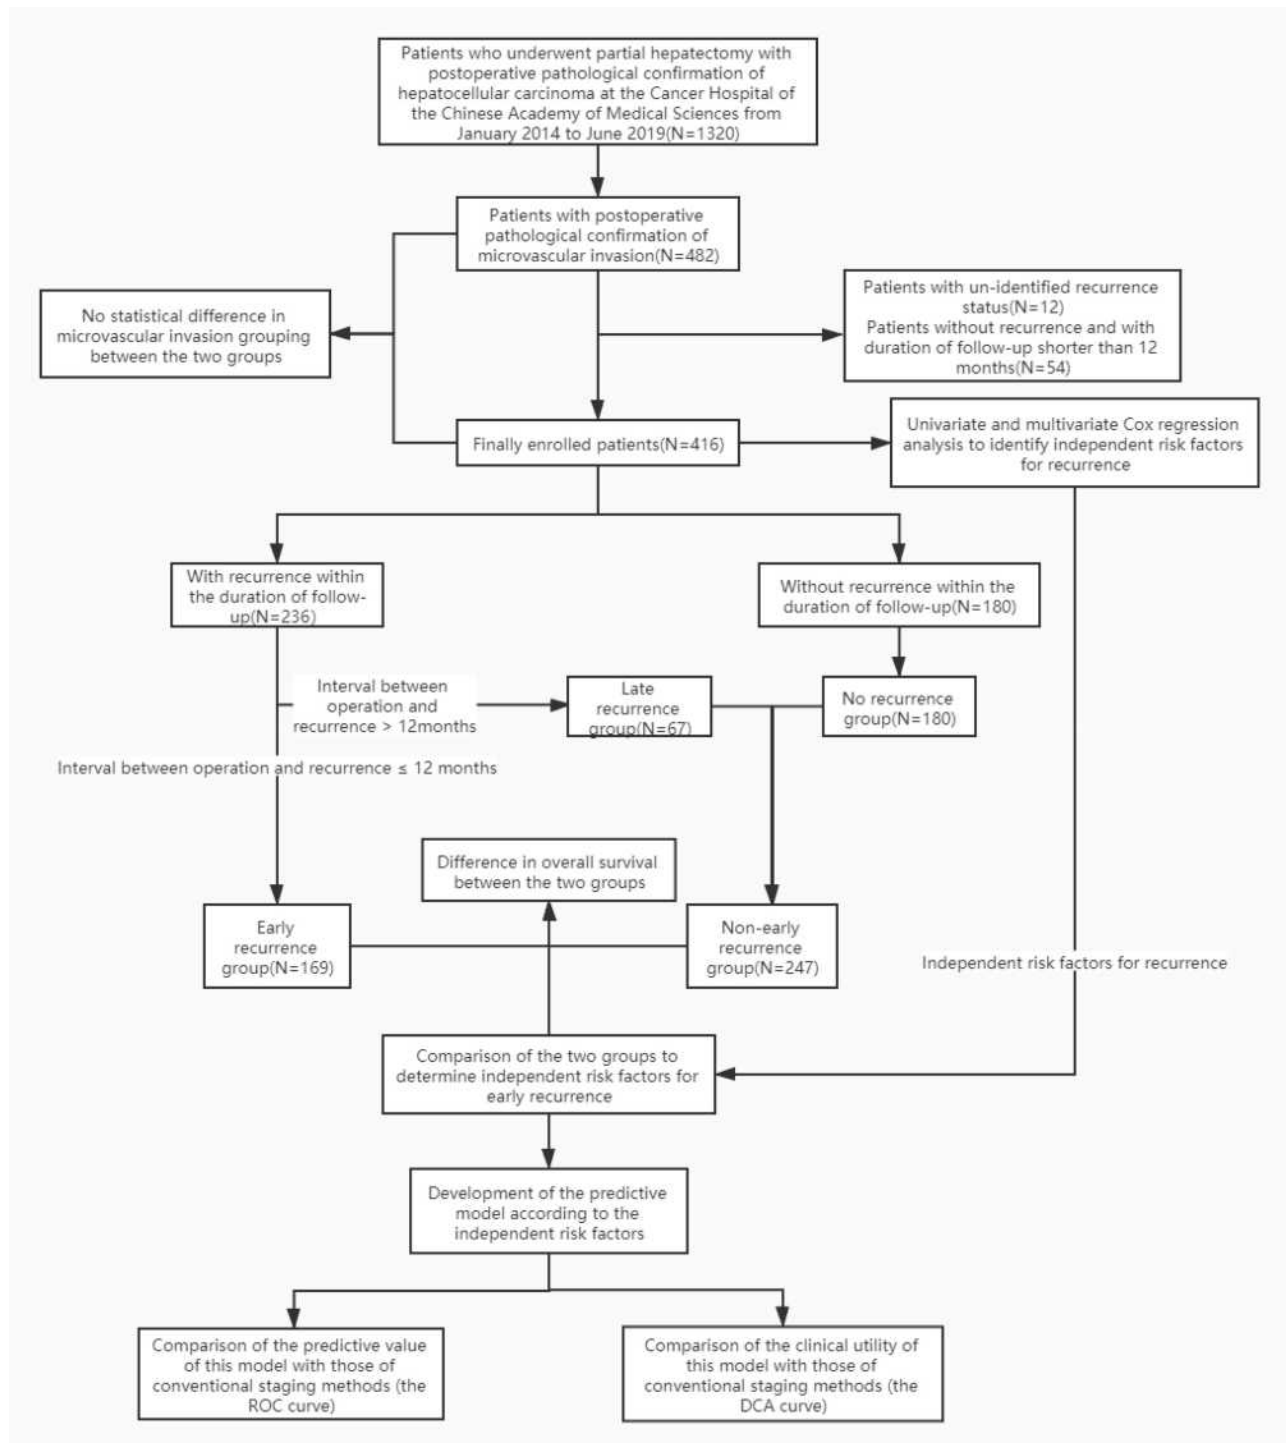 Patients who underwent partial hepatectomy with
postoperative pathological confirmation of
hepatocellular carcinoma at the Cancer Hospital of
the Chinese Academy of Medical Sciences from
January 2014 to June 2019(N=1320)
Patients with postoperative
pathological confirmation of
microvascular invasion(N=482)
No statistical difference in
microvascular invasion grouping
between the two groups
Patients with un-identified recurrence
status(N=12)
Patients without recurrence and with
duration of follow-up shorter than 12
months(N=54)
Finally enrolled patients(N=416)
Univariate and multivariate Cox regression
analysis to identify independent risk factors
for recurrence
With recurrence within
the duration of follow-
up(N=236)
Without recurrence within the
duration of follow-up(N=180)
Interval between
operation and
recurrence > 12months
Late
recurrence
group(N=67)
No recurrence
group(N=180)
Interval between operation and recurrence ≤ 12 months
Difference in overall survival
between the two groups
Early
recurrence
group(N=169)
Non-early
recurrence
group(N=247)
Independent risk factors for recurrence
Comparison of the two groups to
determine independent risk factors for
early recurrence
Development of the predictive
model according to the
independent risk factors
Comparison of the predictive value
of this model with those of
conventional staging methods (the
ROC curve)
Comparison of the clinical utility of
this model with those of
conventional staging methods (the
DCA curve)